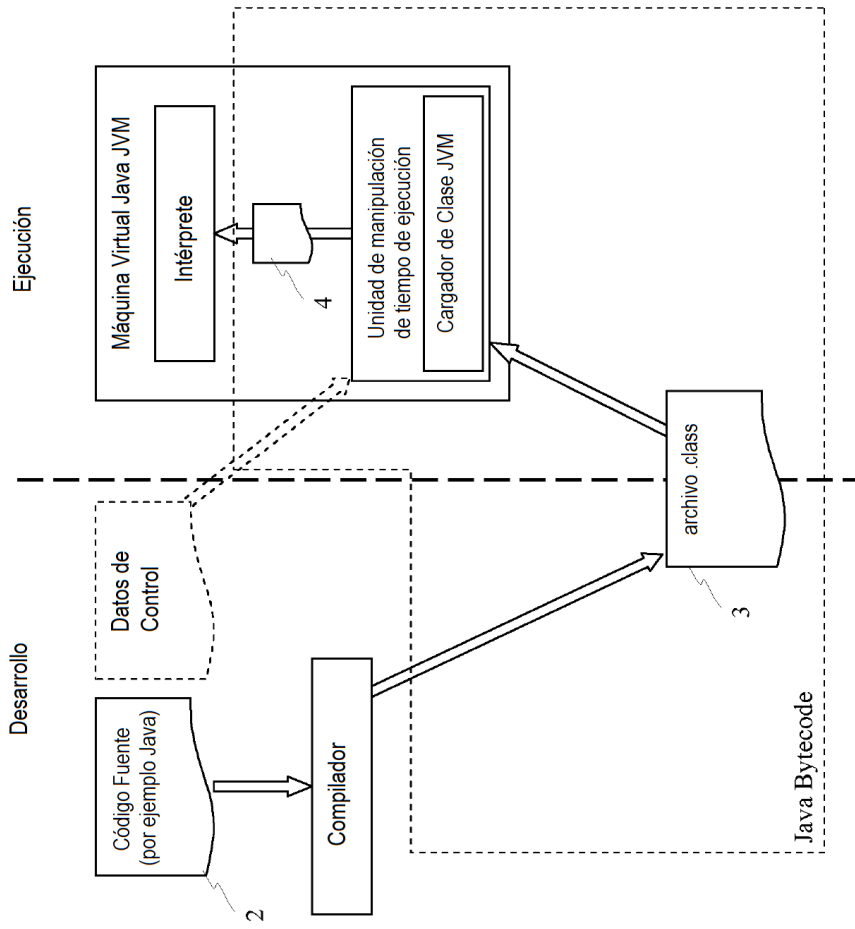 Desarrollo
Ejecución
Código Fuente
(por ejemplo Java)
2
Datos de
Control
Compilador
Máquina Virtual Java JVM
Intérprete
4
Unidad de manipulación
de tiempo de ejecución
Cargador de Clase JVM
archivo .class
3
Java Bytecode